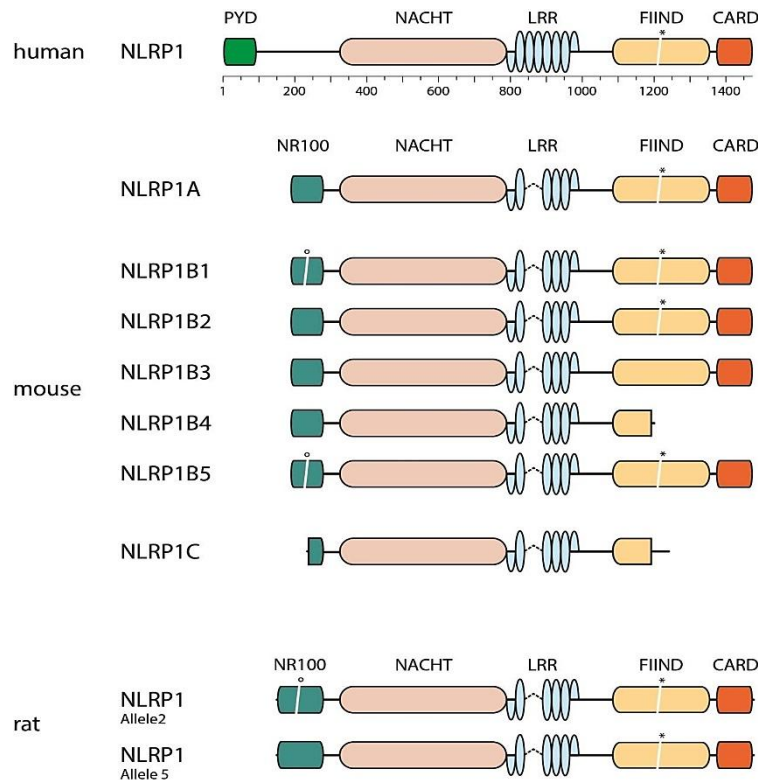 PYD NACHT LRR FIIND CARD
*
human NLRP1
1 200 400 600 800 1000 1200 1400
NR100 NACHT LRR FIIND CARD
*
NLRP1A
° *
NLRP1B1
*
NLRP1B2
NLRP1B3
mouse
NLRP1B4
° *
NLRP1B5
NLRP1C
NR100 NACHT LRR FIIND CARD
° *
NLRP1
Allele2
rat
*
NLRP1
Allele 5